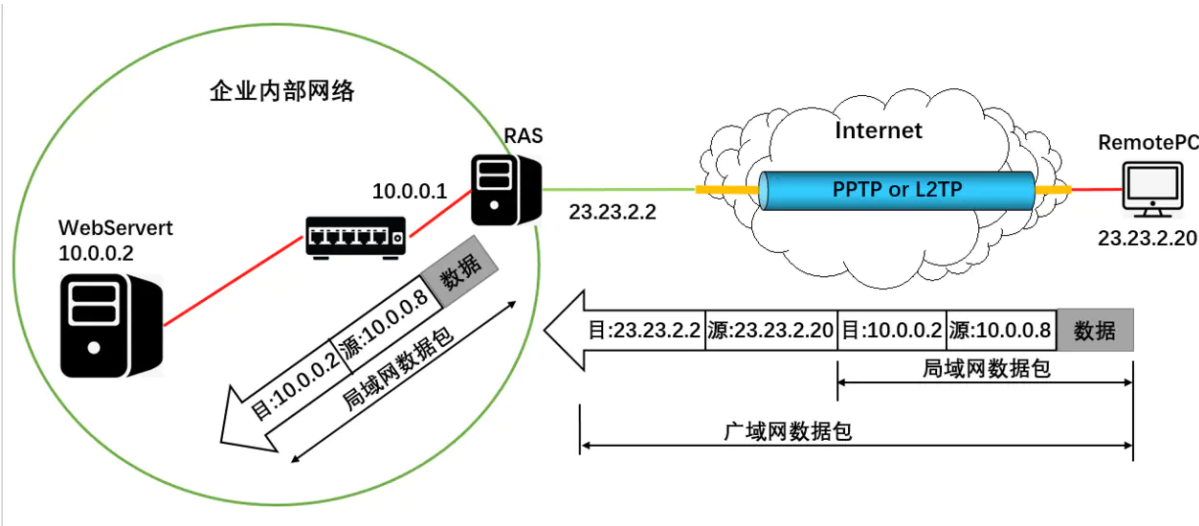 企业内部网络
RAS
Internet
RemotePC
10.0.0.1
PPTP or L2TP
WebServert
10.0.0.2
23.23.2.2
23.23.2.20
目:10.0.0.2
源:10.0.0.8
数据
局域网数据包
目:23.23.2.2
源:23.23.2.20
目:10.0.0.2
源:10.0.0.8
数据
局域网数据包
广域网数据包